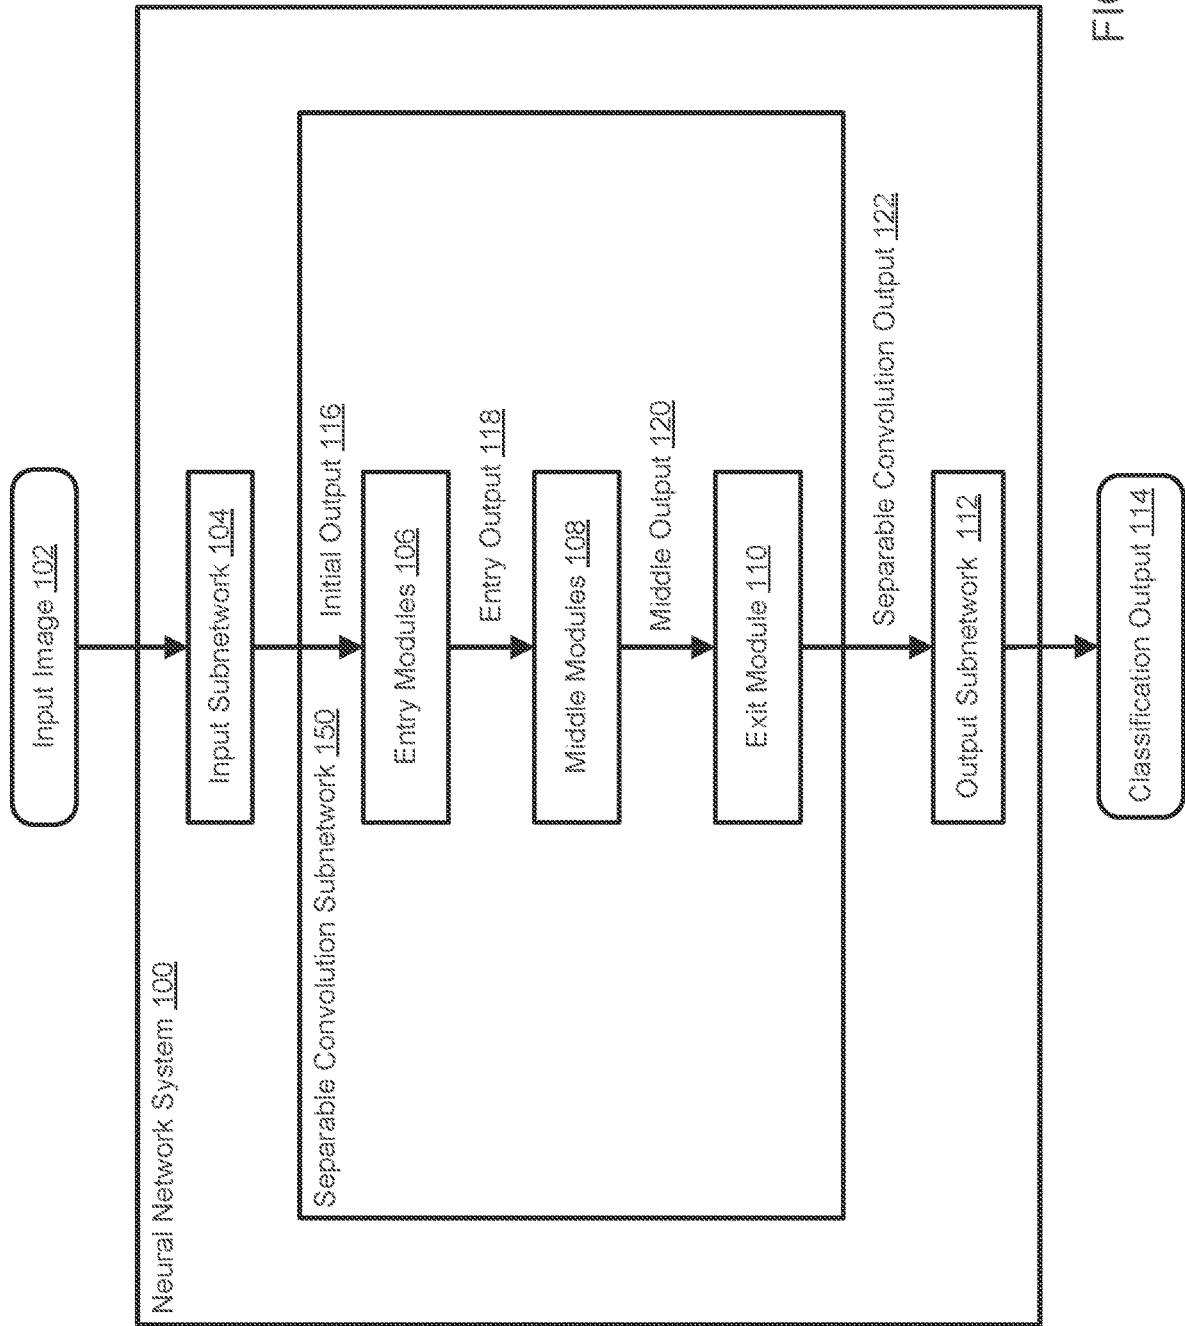 Input Image 102
Neural Network System 100
Input Subnetwork 104
Separable Convolution Subnetwork 150
Initial Output 116
Entry Modules 106
Entry Output 118
Middle Modules 108
Middle Output 120
Exit Module 110
Separable Convolution Output 122
Output Subnetwork 112
Classification Output 114